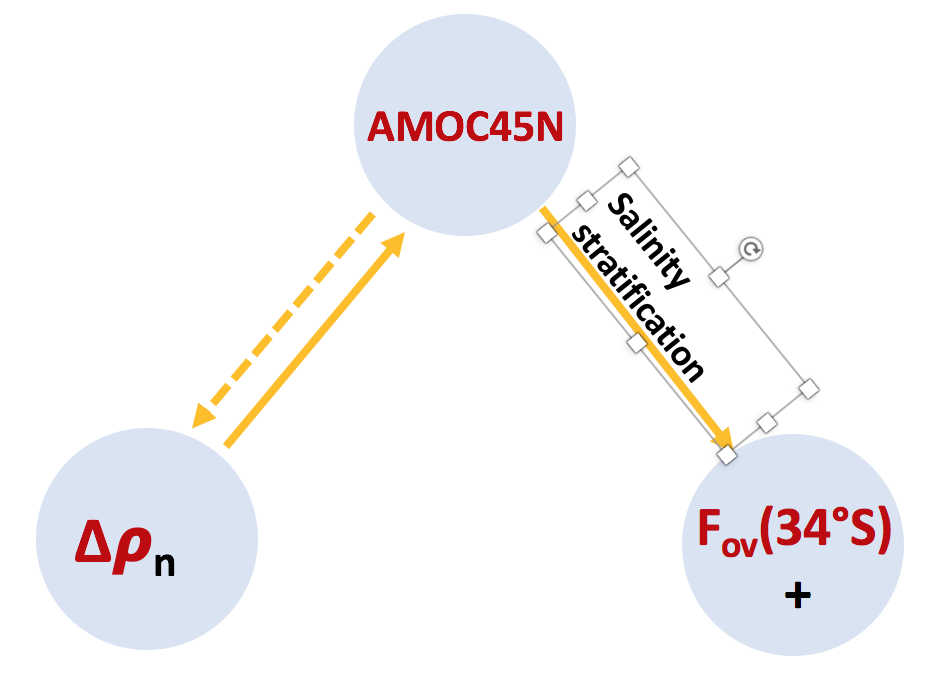 AMOC45N
Salinity
stratification
Δρn
Fov(34°S)
+